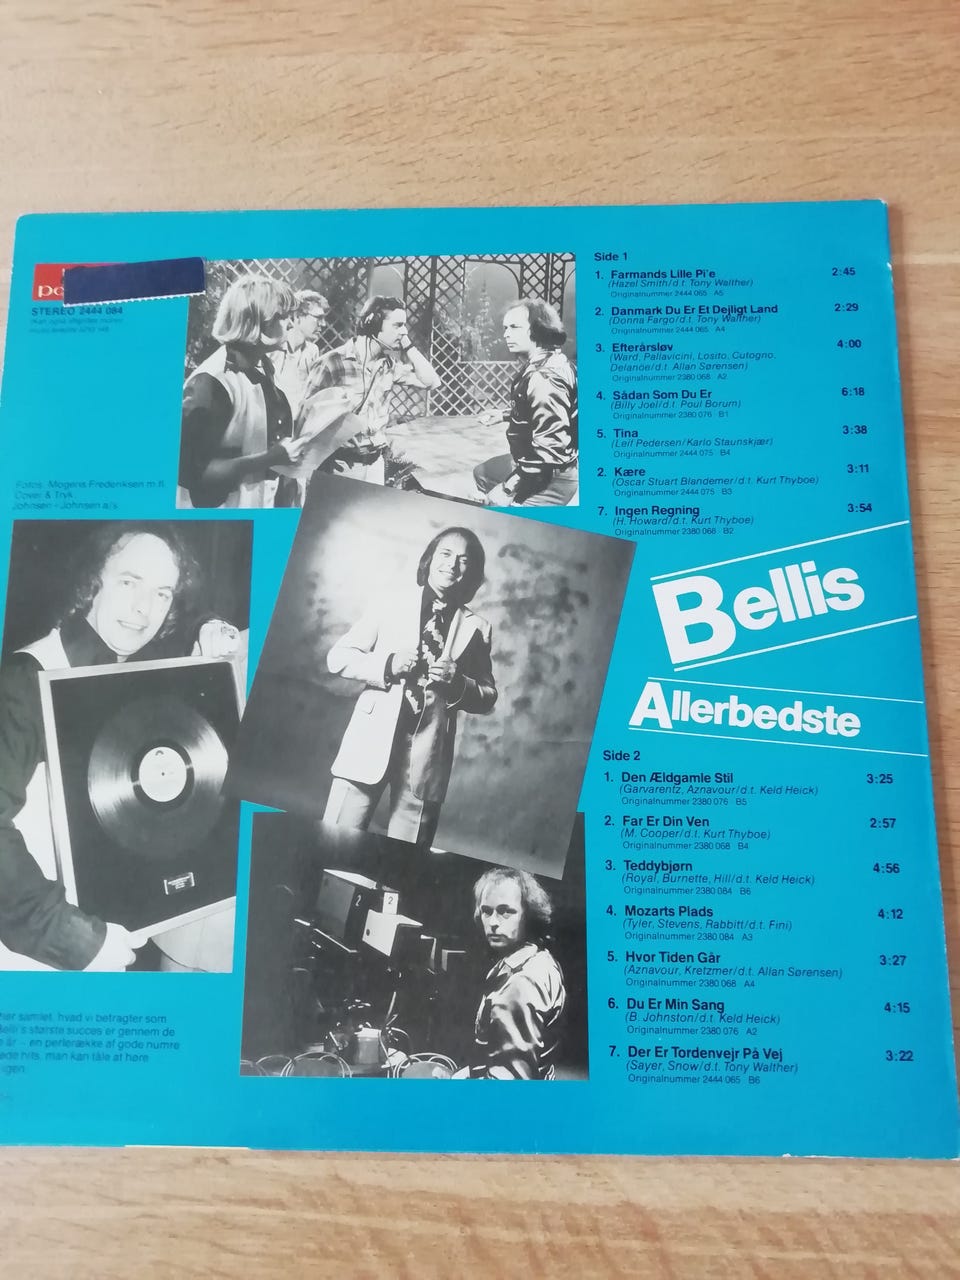 STEREO 2444 084
Fotos: Mogens Frederiksen m.fl.
Cover & Tryk
Johnsen + Johnsen a/s
her samlet, hvad vi betragter som
Belli's største succes'er gennem de
år – en perlerække af gode numre
hits, man kan tåle at høre
igen.
Side 1
1. Farmands Lille Pi'e 2:45
(Hazel Smith/d.t. Tony Walther)
Originalnummer 2444 065 A5
2. Danmark Du Er Et Dejligt Land 2:29
(Donna Fargo/d.t. Tony Walther)
Originalnummer 2444 065 A4
3. Efterårsløv 4:00
(Ward, Pallavicini, Losito, Cutogno,
Delanöe/d.t. Allan Sørensen)
Originalnummer 2380 068 A2
4. Sådan Som Du Er 6:18
(Billy Joel/d.t. Poul Borum)
Originalnummer 2380 076 B1
5. Tina 3:38
(Leif Pedersen/Karlo Staunskjær)
Originalnummer 2444 075 B4
2. Kære 3:11
(Oscar Stuart Blandemer/d.t. Kurt Thyboe)
Originalnummer 2444 075 B3
7. Ingen Regning 3:54
(H. Howard/d.t. Kurt Thyboe)
Originalnummer 2380 068 B2
Bellis
Allerbedste
Side 2
1. Den Ældgamle Stil 3:25
(Garvarentz, Aznavour/d.t. Keld Heick)
Originalnummer 2380 076 B5
2. Far Er Din Ven 2:57
(M. Cooper/d.t. Kurt Thyboe)
Originalnummer 2380 068 B4
3. Teddybjørn 4:56
(Royal, Burnette, Hill/d.t. Keld Heick)
Originalnummer 2380 084 B6
4. Mozarts Plads 4:12
(Tyler, Stevens, Rabbitt/d.t. Fini)
Originalnummer 2380 084 A3
5. Hvor Tiden Går 3:27
(Aznavour, Kretzmer/d.t. Allan Sørensen)
Originalnummer 2380 068 A4
6. Du Er Min Sang 4:15
(B. Johnston/d.t. Keld Heick)
Originalnummer 2380 076 A2
7. Der Er Tordenvejr På Vej 3:22
(Sayer, Snow/d.t. Tony Walther)
Originalnummer 2444 065 B6
2
2